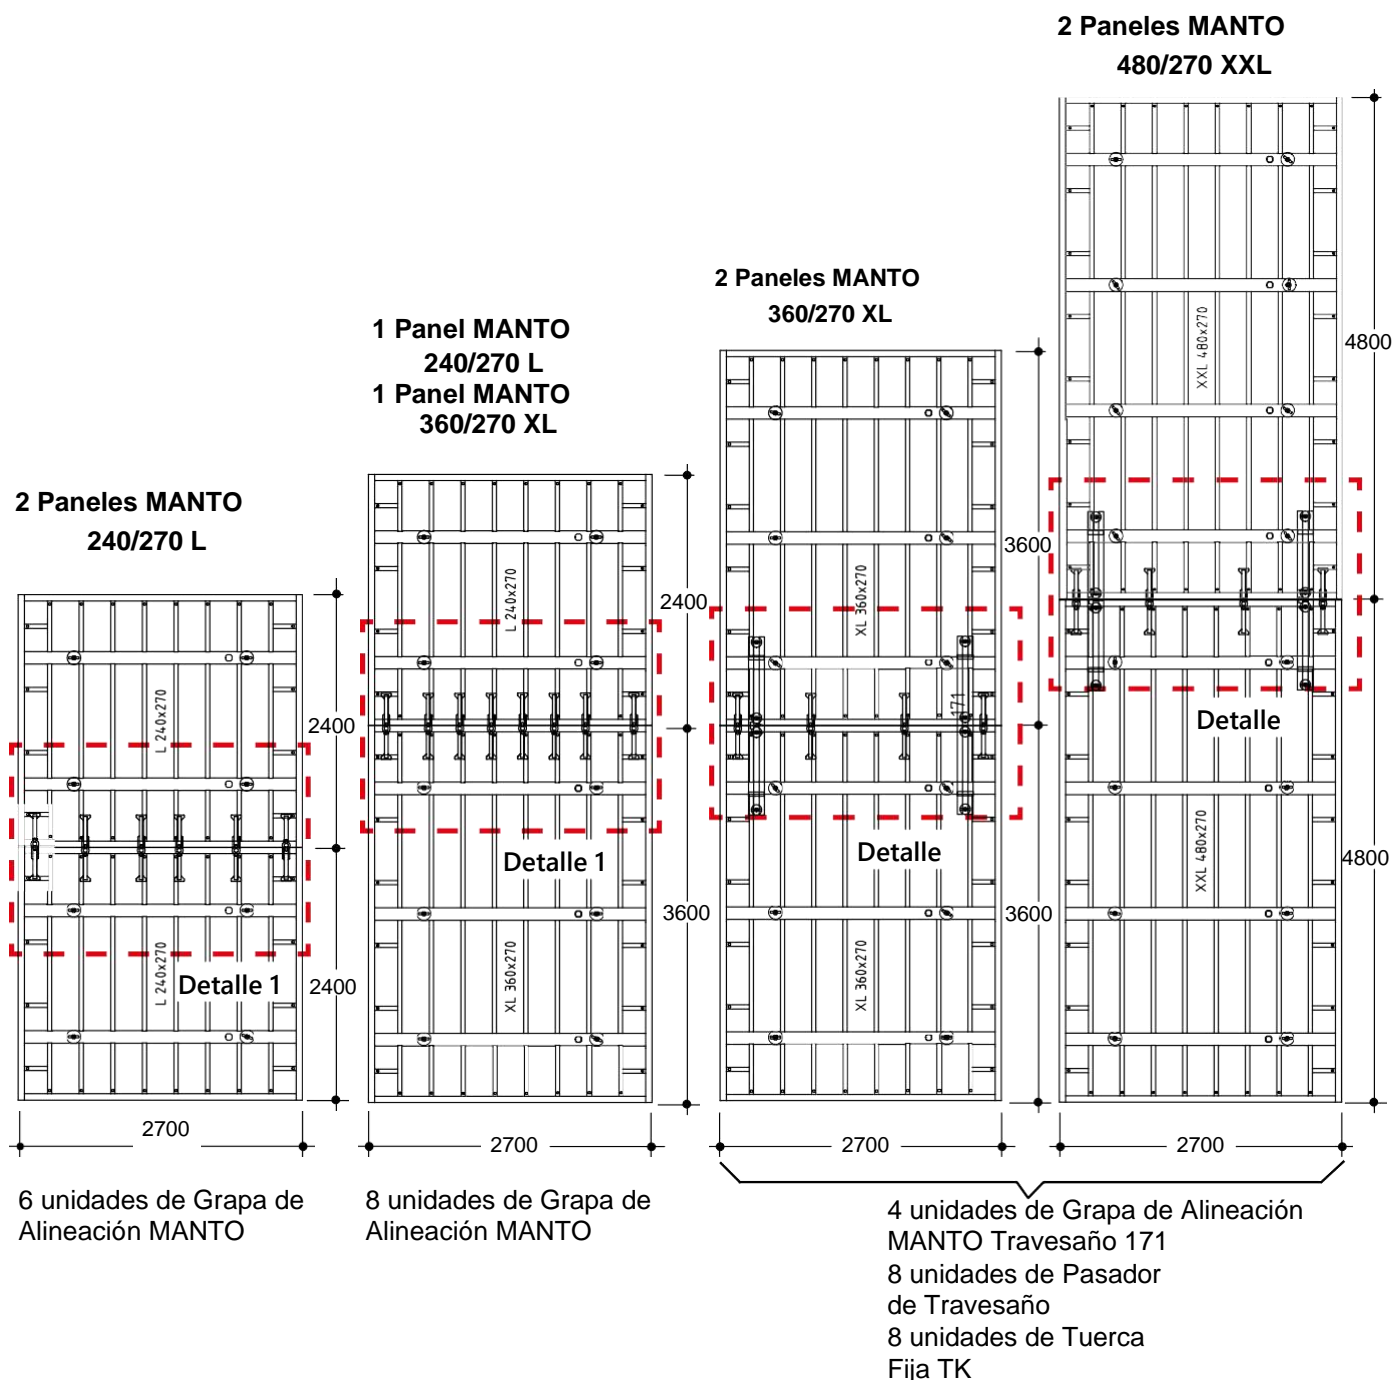 2 Paneles MANTO
480/270 XXL
2 Paneles MANTO
360/270 XL
1 Panel MANTO
240/270 L
1 Panel MANTO
360/270 XL
2 Paneles MANTO
240/270 L
L 240x270
L 240x270
2400
2400
Detalle 1
2700
L 240x270
XL 360x270
2400
3600
Detalle 1
2700
XL 360x270
XL 360x270
171
3600
3600
Detalle
2700
XXL 480x270
XXL 480x270
4800
4800
Detalle
2700
6 unidades de Grapa de
Alineación MANTO
8 unidades de Grapa de
Alineación MANTO
4 unidades de Grapa de Alineación
MANTO Travesaño 171
8 unidades de Pasador
de Travesaño
8 unidades de Tuerca
Fija TK